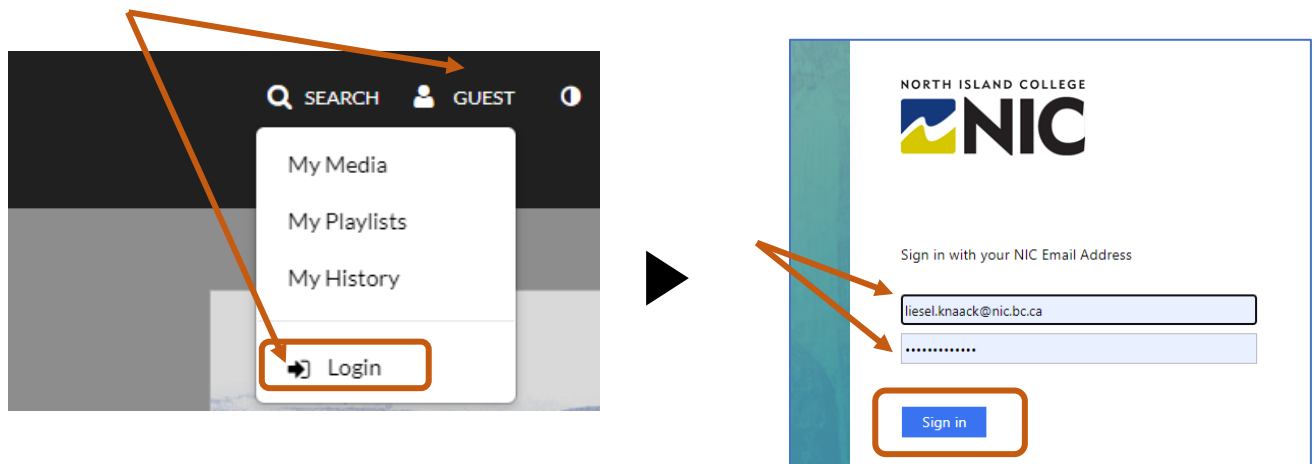 SEARCH GUEST
My Media
My Playlists
My History
Login
NORTH ISLAND COLLEGE
NIC
Sign in with your NIC Email Address
liesel.knaack@nic.bc.ca
•••••••••••••
Sign in